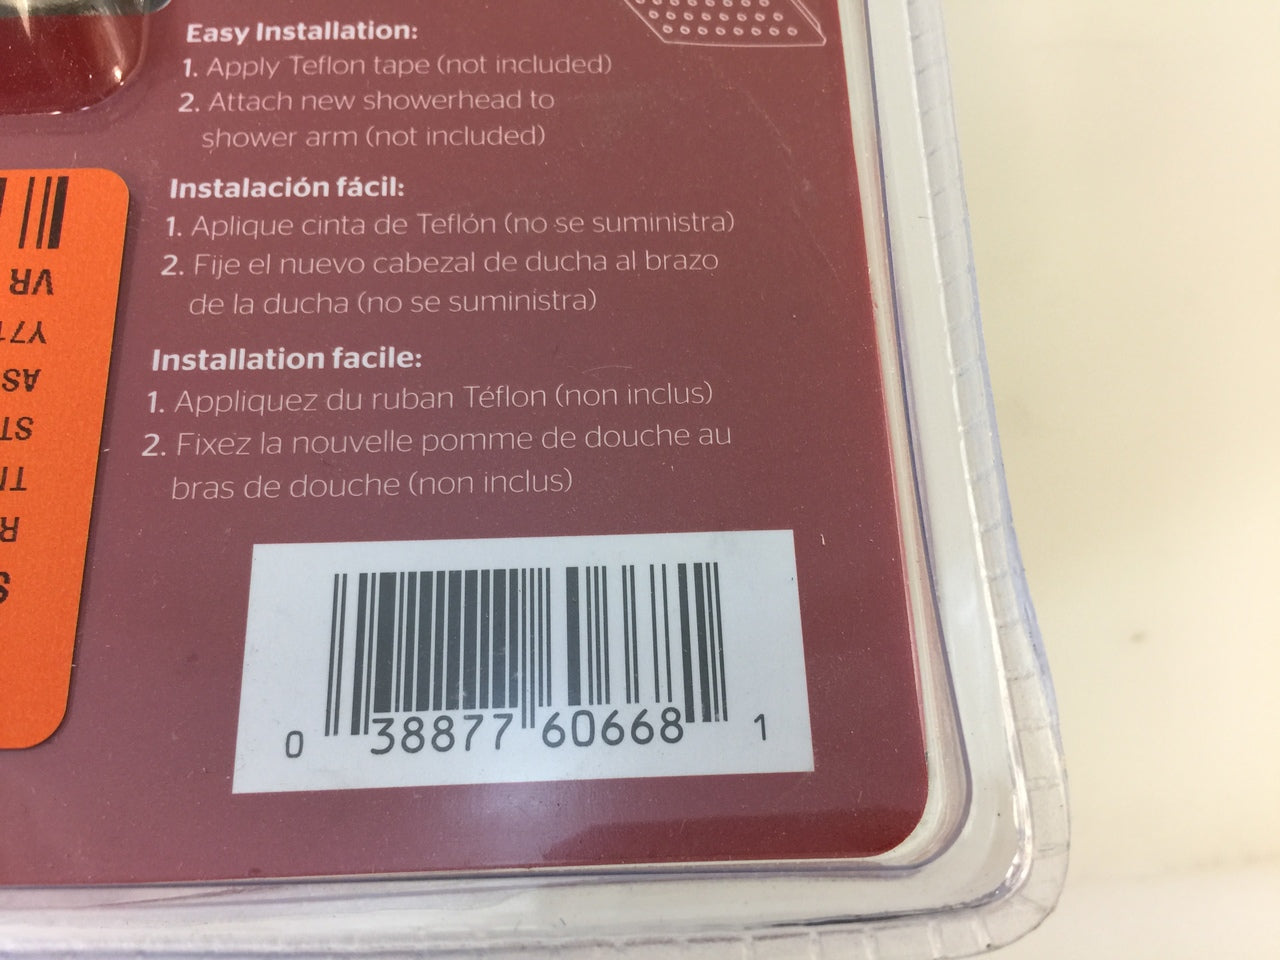 Easy Installation:
1. Apply Teflon tape (not included)
2. Attach new showerhead to
shower arm (not included)
Instalación fácil:
1. Aplique cinta de Teflón (no se suministra)
2. Fije el nuevo cabezal de ducha al brazo
de la ducha (no se suministra)
Installation facile:
1. Appliquez du ruban Téflon (non inclus)
2. Fixez la nouvelle pomme de douche au
bras de douche (non inclus)
0 38877 60668 1
VR